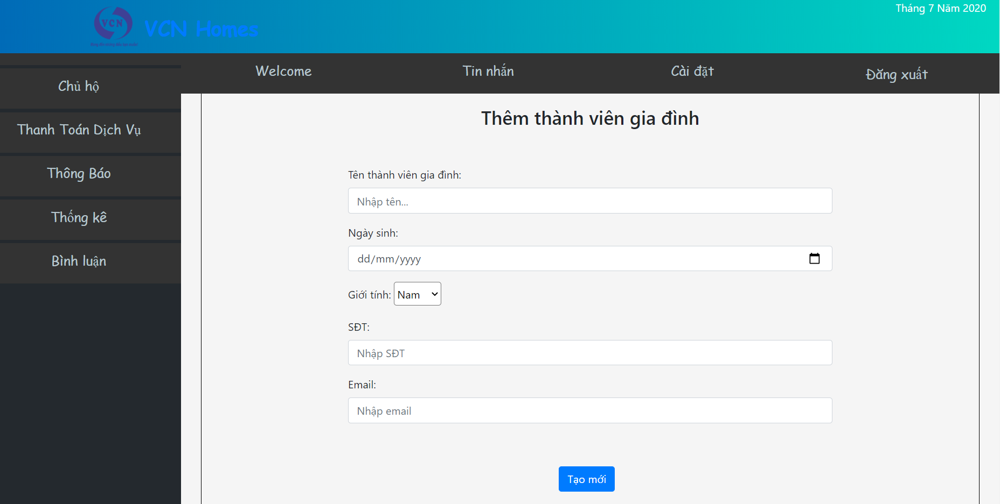 Tháng 7 Năm 2020
VCN
VCN Homes
Welcome
Tin nhắn
Cài đặt
Đăng xuất
Chủ hộ
Thanh Toán Dịch Vụ
Thông Báo
Thống kê
Bình luận
Thêm thành viên gia đình
Tên thành viên gia đình:
Nhập tên...
Ngày sinh:
dd/mm/yyyy
Giới tính: Nam
SĐT:
Nhập SĐT
Email:
Nhập email
Tạo mới